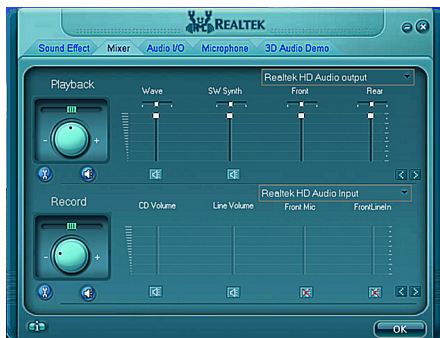 REALTEK
Sound Effect Mixer Audio I/O Microphone 3D Audio Demo
Realtek HD Audio output
Playback
Wave SW Synth Front Rear
- +
Realtek HD Audio Input
Record
CD Volume Line Volume Front Mic FrontLineIn
- +
OK